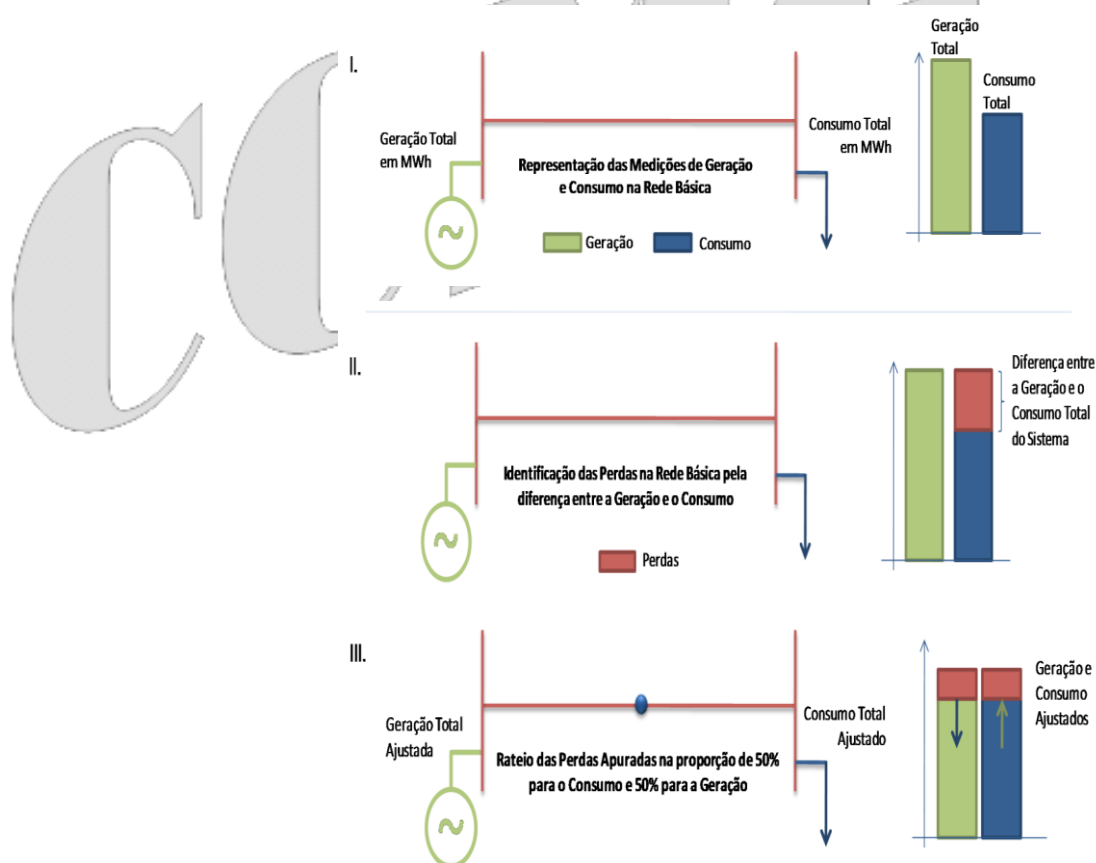 I.
Geração Total
em MWh
Representação das Medições de Geração
e Consumo na Rede Básica
Geração
Consumo
Consumo Total
em MWh
Geração
Total
Consumo
Total
II.
Identificação das Perdas na Rede Básica pela
diferença entre a Geração e o Consumo
Perdas
Diferença entre
a Geração e o
Consumo Total
do Sistema
III.
Geração Total
Ajustada
Rateio das Perdas Apuradas na proporção de 50%
para o Consumo e 50% para a Geração
Consumo Total
Ajustado
Geração e
Consumo
Ajustados